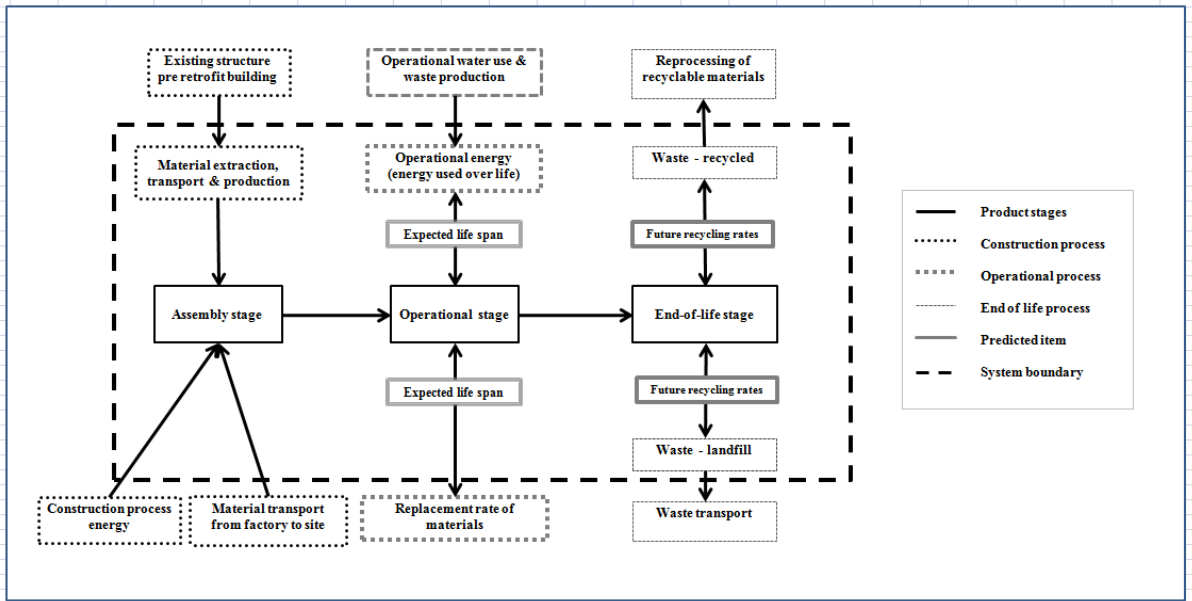 Existing structure
pre retrofit building
Operational water use &
waste production
Reprocessing of
recyclable materials
Material extraction,
transport & production
Operational energy
(energy used over life)
Waste - recycled
Expected life span
Future recycling rates
Assembly stage
Operational stage
End-of-life stage
Expected life span
Future recycling rates
Waste - landfill
Construction process
energy
Material transport
from factory to site
Replacement rate of
materials
Waste transport
Product stages
Construction process
Operational process
End of life process
Predicted item
System boundary